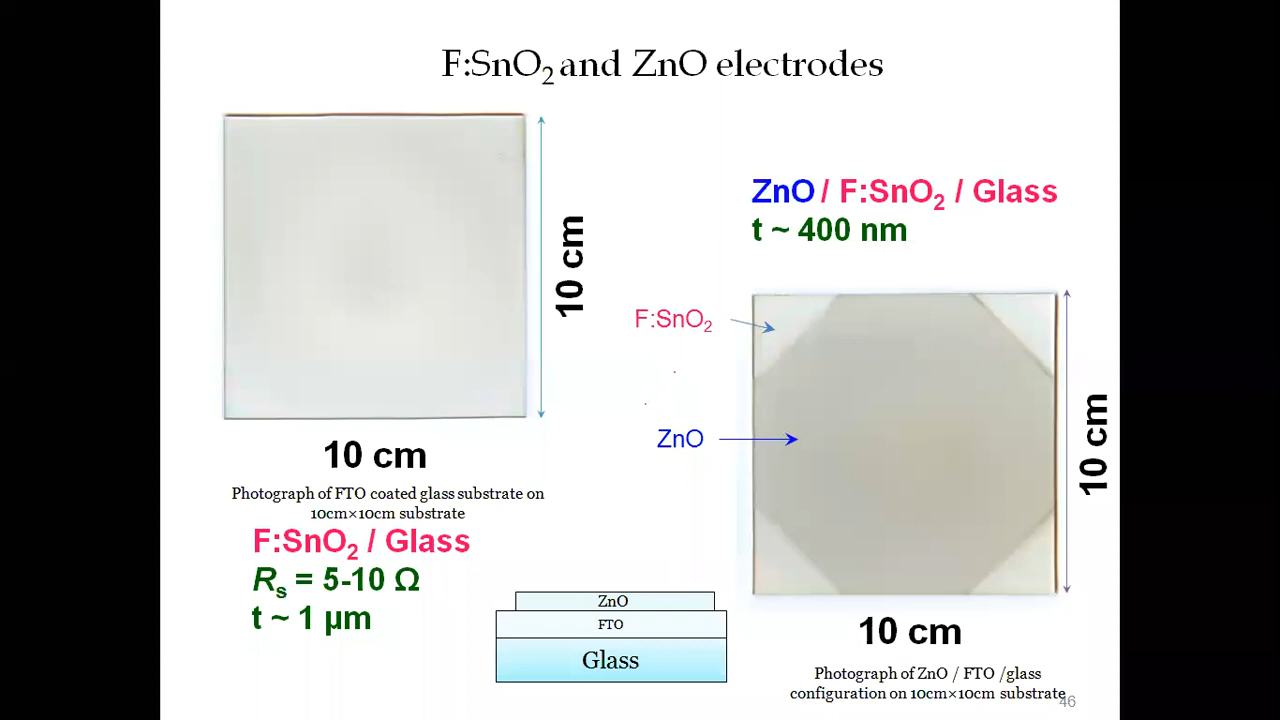 F:SnO₂ and ZnO electrodes
10 cm
10 cm
Photograph of FTO coated glass substrate on
10cm×10cm substrate
F:SnO₂ / Glass
Rₛ = 5-10 Ω
t ~ 1 µm
ZnO / F:SnO₂ / Glass
t ~ 400 nm
F:SnO₂
ZnO
10 cm
10 cm
Photograph of ZnO / FTO /glass
configuration on 10cm×10cm substrate
ZnO
FTO
Glass
46